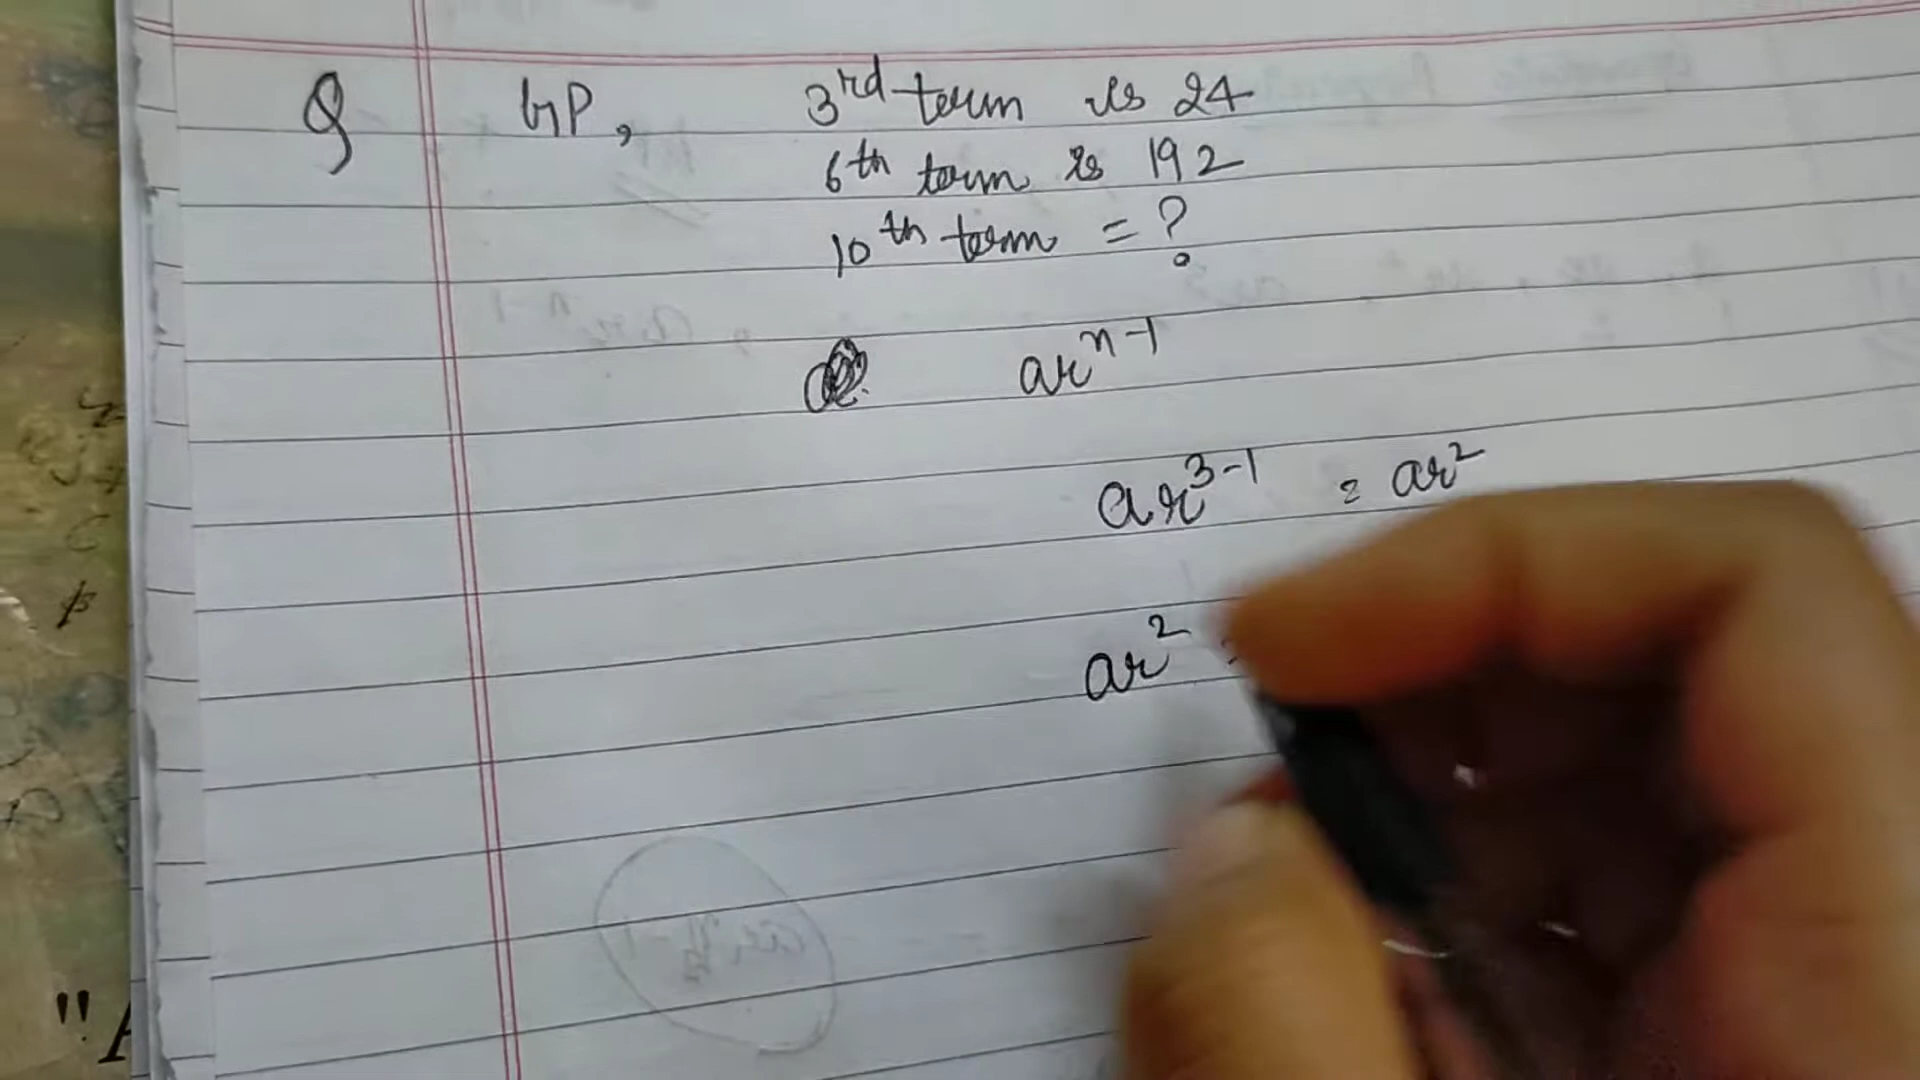 Q GP, 3rd term is 24
6th term is 192
10th term = ?
ar^n-1
ar^3-1 = ar^2
ar^2 =
"A